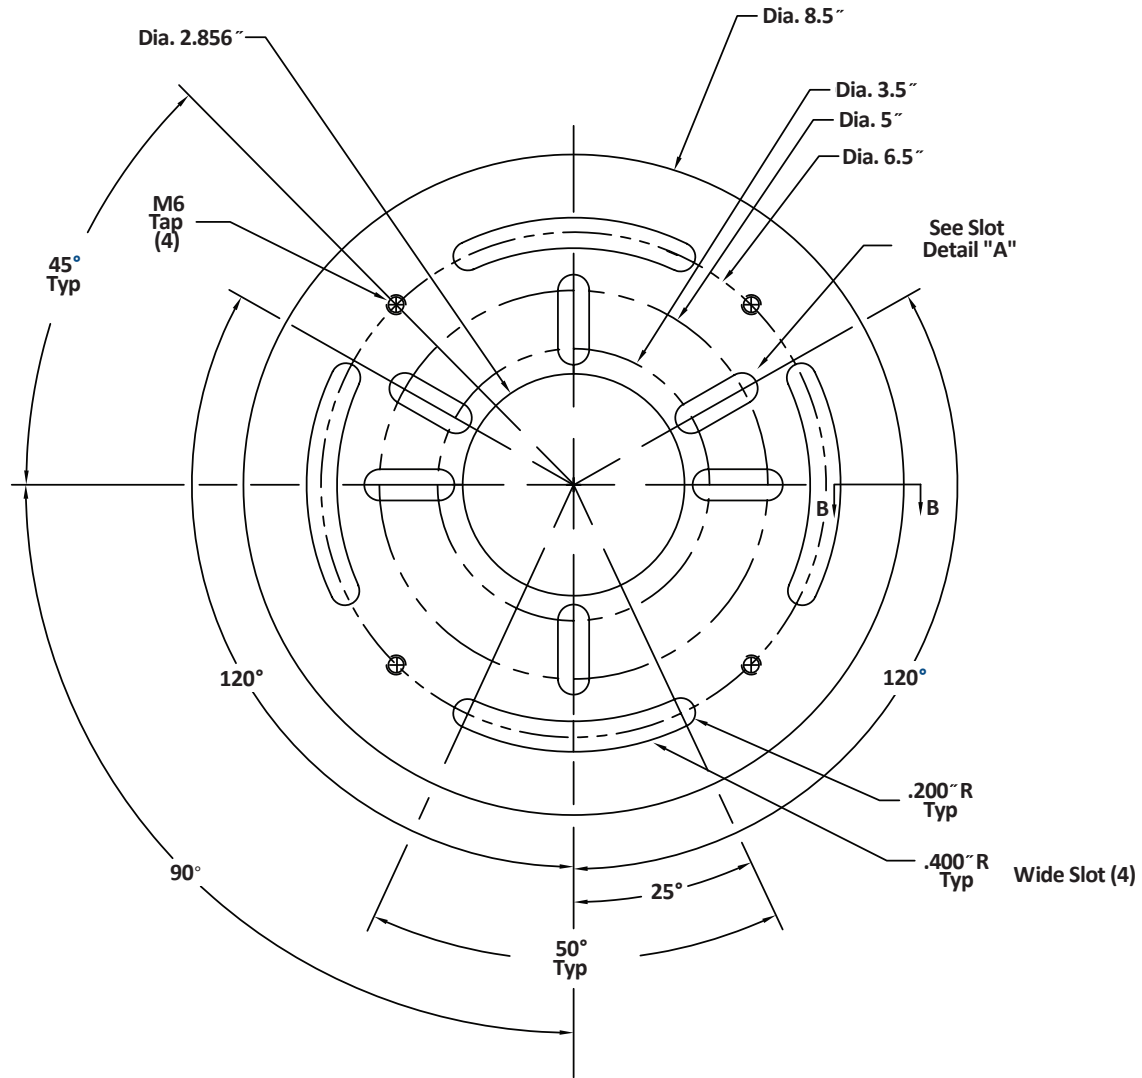 Dia. 8.5˝
Dia. 2.856˝
Dia. 3.5˝
Dia. 5˝
Dia. 6.5˝
M6
Tap
(4)
See Slot
Detail "A"
45°
Typ
B
B
120°
120°
.200˝R
Typ
.400˝R
Typ
Wide Slot (4)
90°
25°
50°
Typ